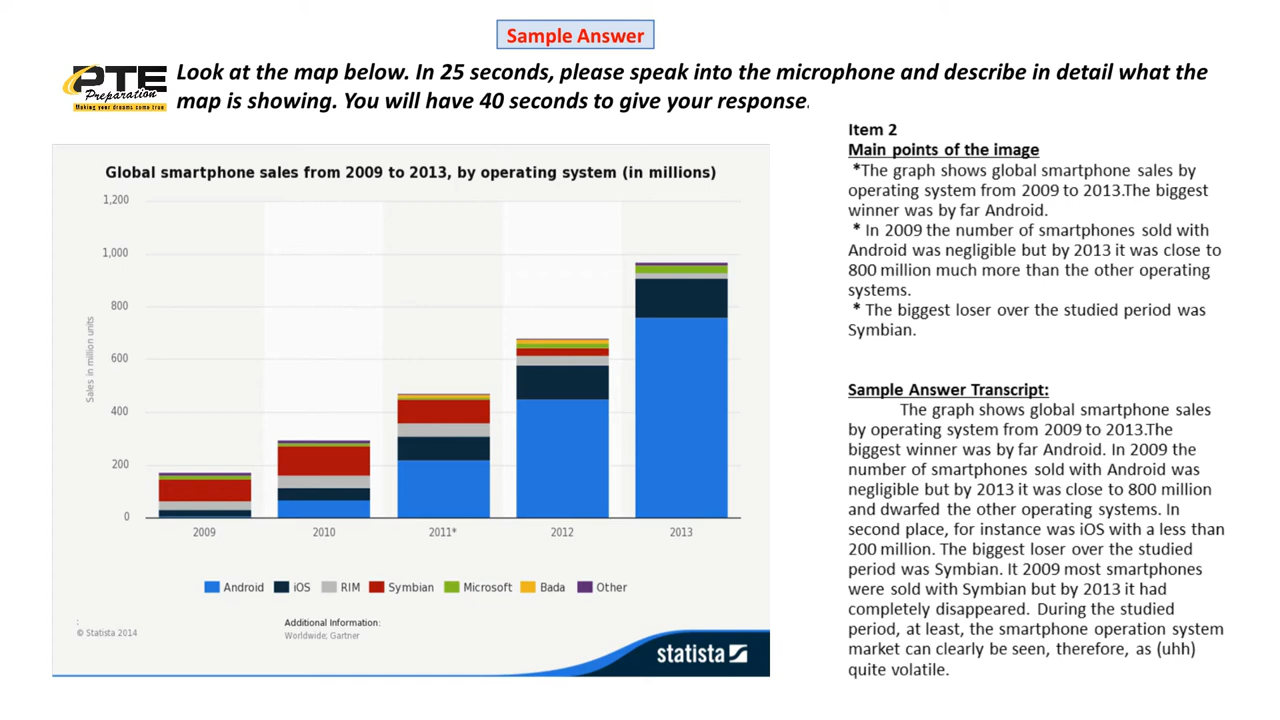 Sample Answer
PTE
Preparation
Making your dreams come true
Look at the map below. In 25 seconds, please speak into the microphone and describe in detail what the
map is showing. You will have 40 seconds to give your response.
Global smartphone sales from 2009 to 2013, by operating system (in millions)
Sales in million units
1,200
1,000
800
600
400
200
0
2009 2010 2011* 2012 2013
Android iOS RIM Symbian Microsoft Bada Other
:
© Statista 2014
Additional Information:
Worldwide; Gartner
statista
Item 2
Main points of the image
*The graph shows global smartphone sales by
operating system from 2009 to 2013.The biggest
winner was by far Android.
* In 2009 the number of smartphones sold with
Android was negligible but by 2013 it was close to
800 million much more than the other operating
systems.
* The biggest loser over the studied period was
Symbian.
Sample Answer Transcript:
The graph shows global smartphone sales
by operating system from 2009 to 2013.The
biggest winner was by far Android. In 2009 the
number of smartphones sold with Android was
negligible but by 2013 it was close to 800 million
and dwarfed the other operating systems. In
second place, for instance was iOS with a less than
200 million. The biggest loser over the studied
period was Symbian. It 2009 most smartphones
were sold with Symbian but by 2013 it had
completely disappeared. During the studied
period, at least, the smartphone operation system
market can clearly be seen, therefore, as (uhh)
quite volatile.